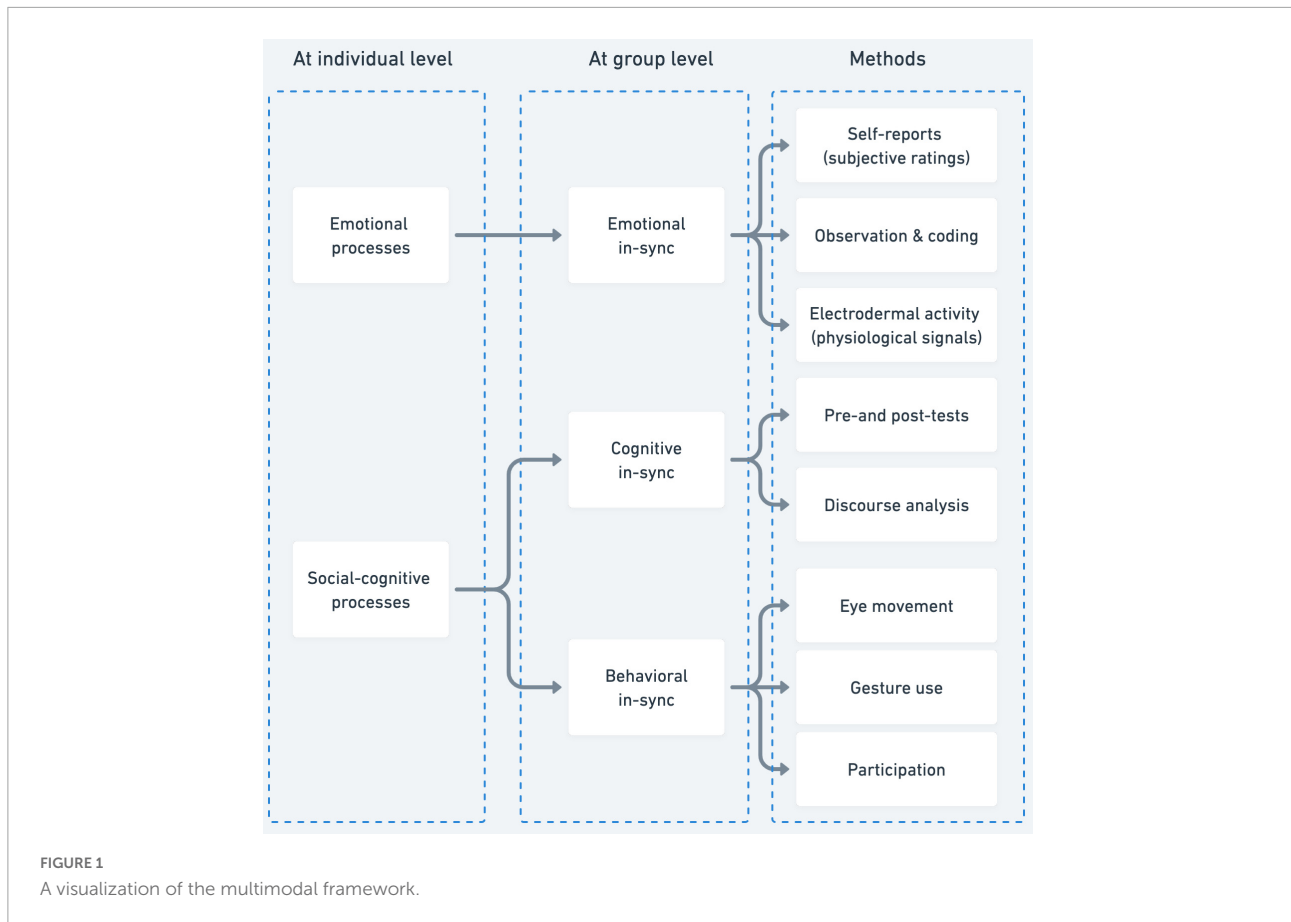 At individual level
At group level
Methods
Emotional
processes
Emotional
in-sync
Self-reports
(subjective ratings)
Observation & coding
Electrodermal activity
(physiological signals)
Social-cognitive
processes
Cognitive
in-sync
Pre-and post-tests
Discourse analysis
Behavioral
in-sync
Eye movement
Gesture use
Participation
FIGURE 1
A visualization of the multimodal framework.